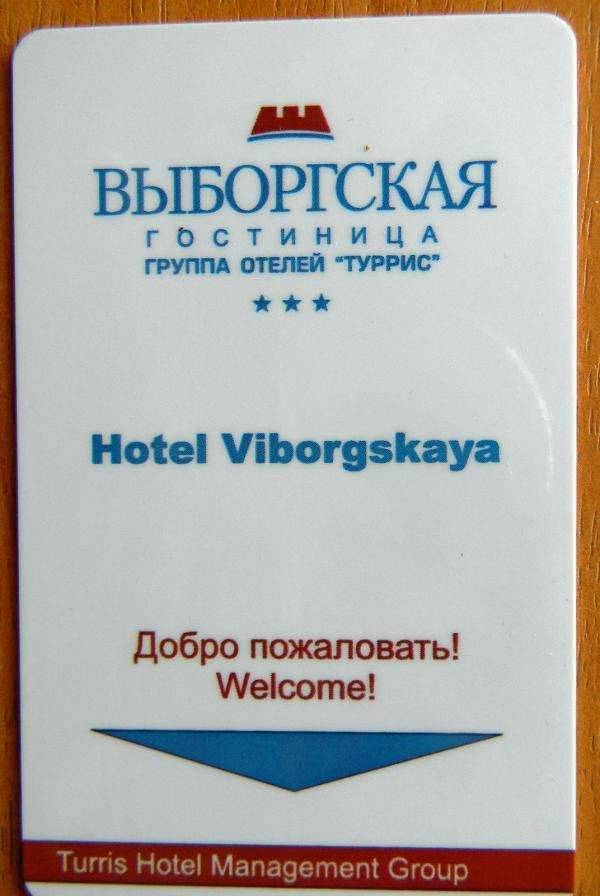 ВЫБОРГСКАЯ
ГОСТИНИЦА
ГРУППА ОТЕЛЕЙ "ТУРРИС"
Hotel Viborgskaya
Добро пожаловать!
Welcome!
Turris Hotel Management Group